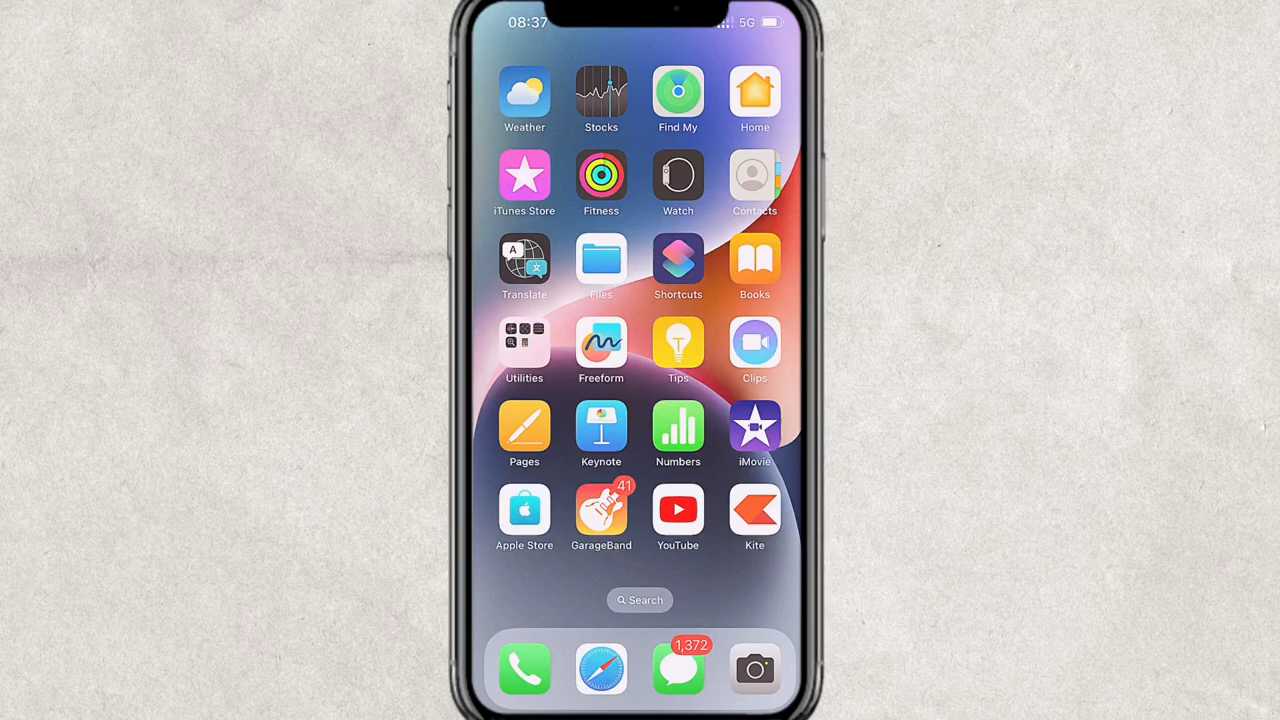 08:37 5G
Weather Stocks Find My Home
iTunes Store Fitness Watch Contacts
A 文
Translate Files Shortcuts Books
Utilities Freeform Tips Clips
Pages Keynote Numbers iMovie
41
Apple Store GarageBand YouTube Kite
Search
1,372